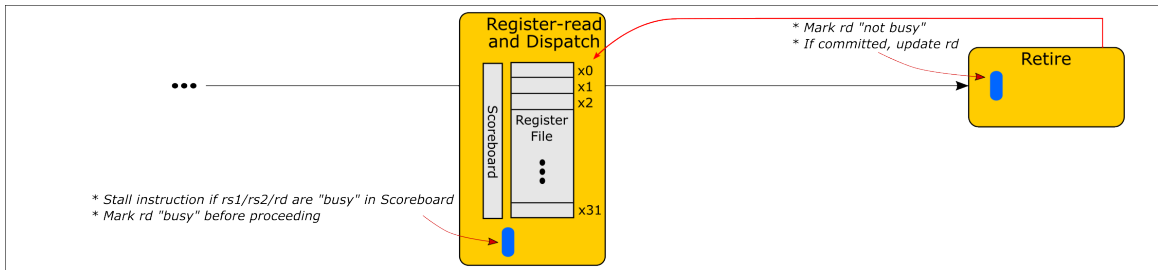 Register-read
and Dispatch
x0
x1
x2
Scoreboard
Register
File
x31
* Stall instruction if rs1/rs2/rd are "busy" in Scoreboard
* Mark rd "busy" before proceeding
* Mark rd "not busy"
* If committed, update rd
Retire